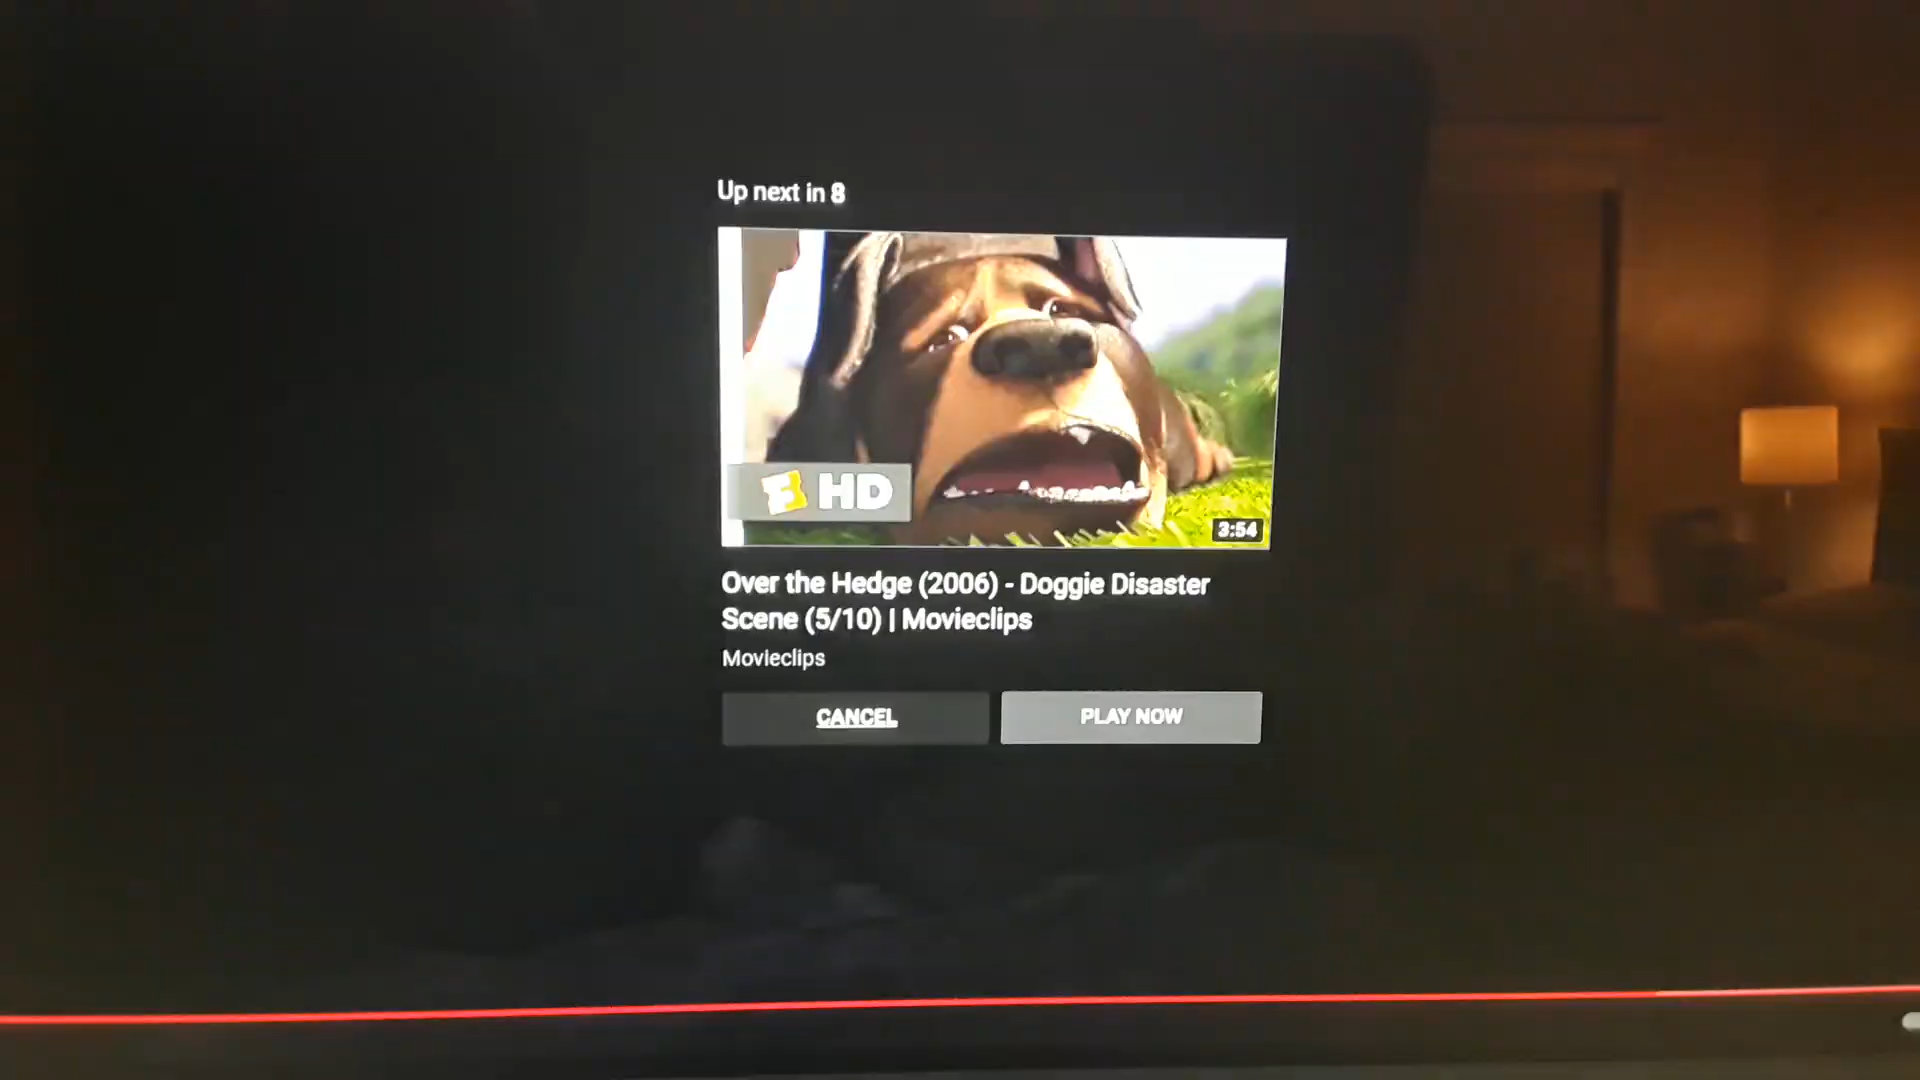 Up next in 8
HD
3:54
Over the Hedge (2006) - Doggie Disaster
Scene (5/10) | Movieclips
Movieclips
CANCEL
PLAY NOW